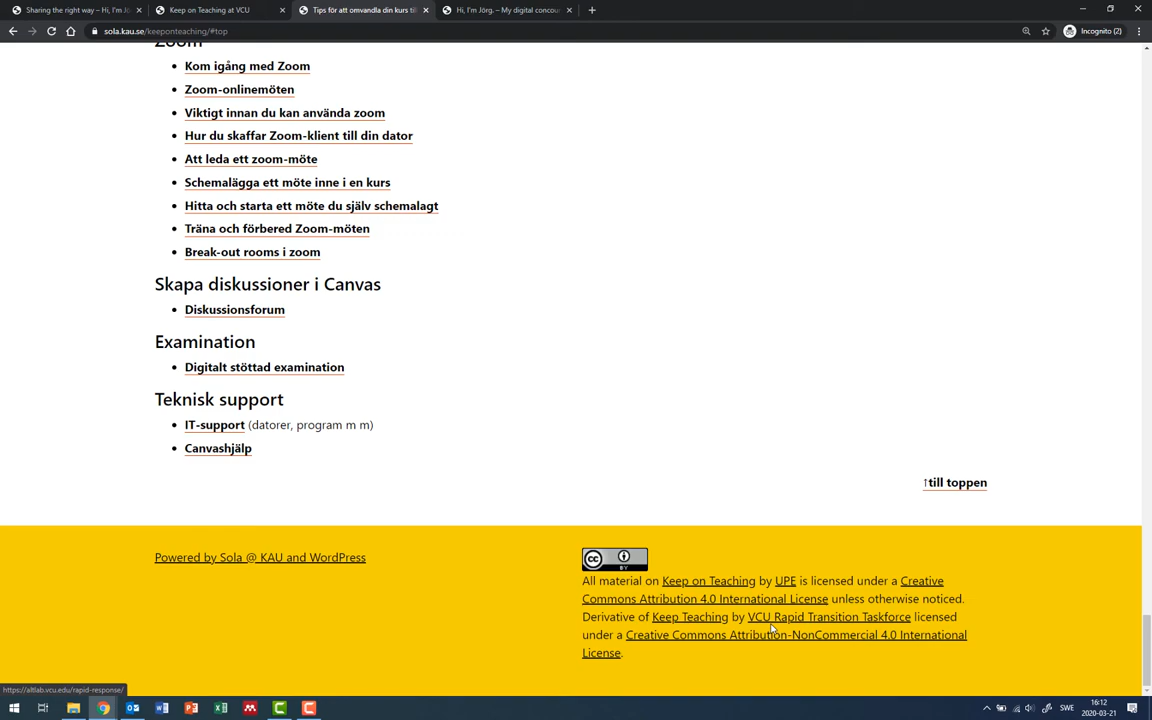 Sharing the right way – Hi, I'm Jö
Keep on Teaching at VCU
Tips för att omvandla din kurs til
Hi, I'm Jörg. – My digital concou
sola.kau.se/keeponteaching/#top
Incognito (2)
Zoom
Kom igång med Zoom
Zoom-onlinemöten
Viktigt innan du kan använda zoom
Hur du skaffar Zoom-klient till din dator
Att leda ett zoom-möte
Schemalägga ett möte inne i en kurs
Hitta och starta ett möte du själv schemalagt
Träna och förbered Zoom-möten
Break-out rooms i zoom
Skapa diskussioner i Canvas
Diskussionsforum
Examination
Digitalt stöttad examination
Teknisk support
IT-support (datorer, program m m)
Canvashjälp
↑till toppen
Powered by Sola @ KAU and WordPress
cc BY
All material on Keep on Teaching by UPE is licensed under a Creative
Commons Attribution 4.0 International License unless otherwise noticed.
Derivative of Keep Teaching by VCU Rapid Transition Taskforce licensed
under a Creative Commons Attribution-NonCommercial 4.0 International
License.
https://altlab.vcu.edu/rapid-response/
SWE
16:12
2020-03-21